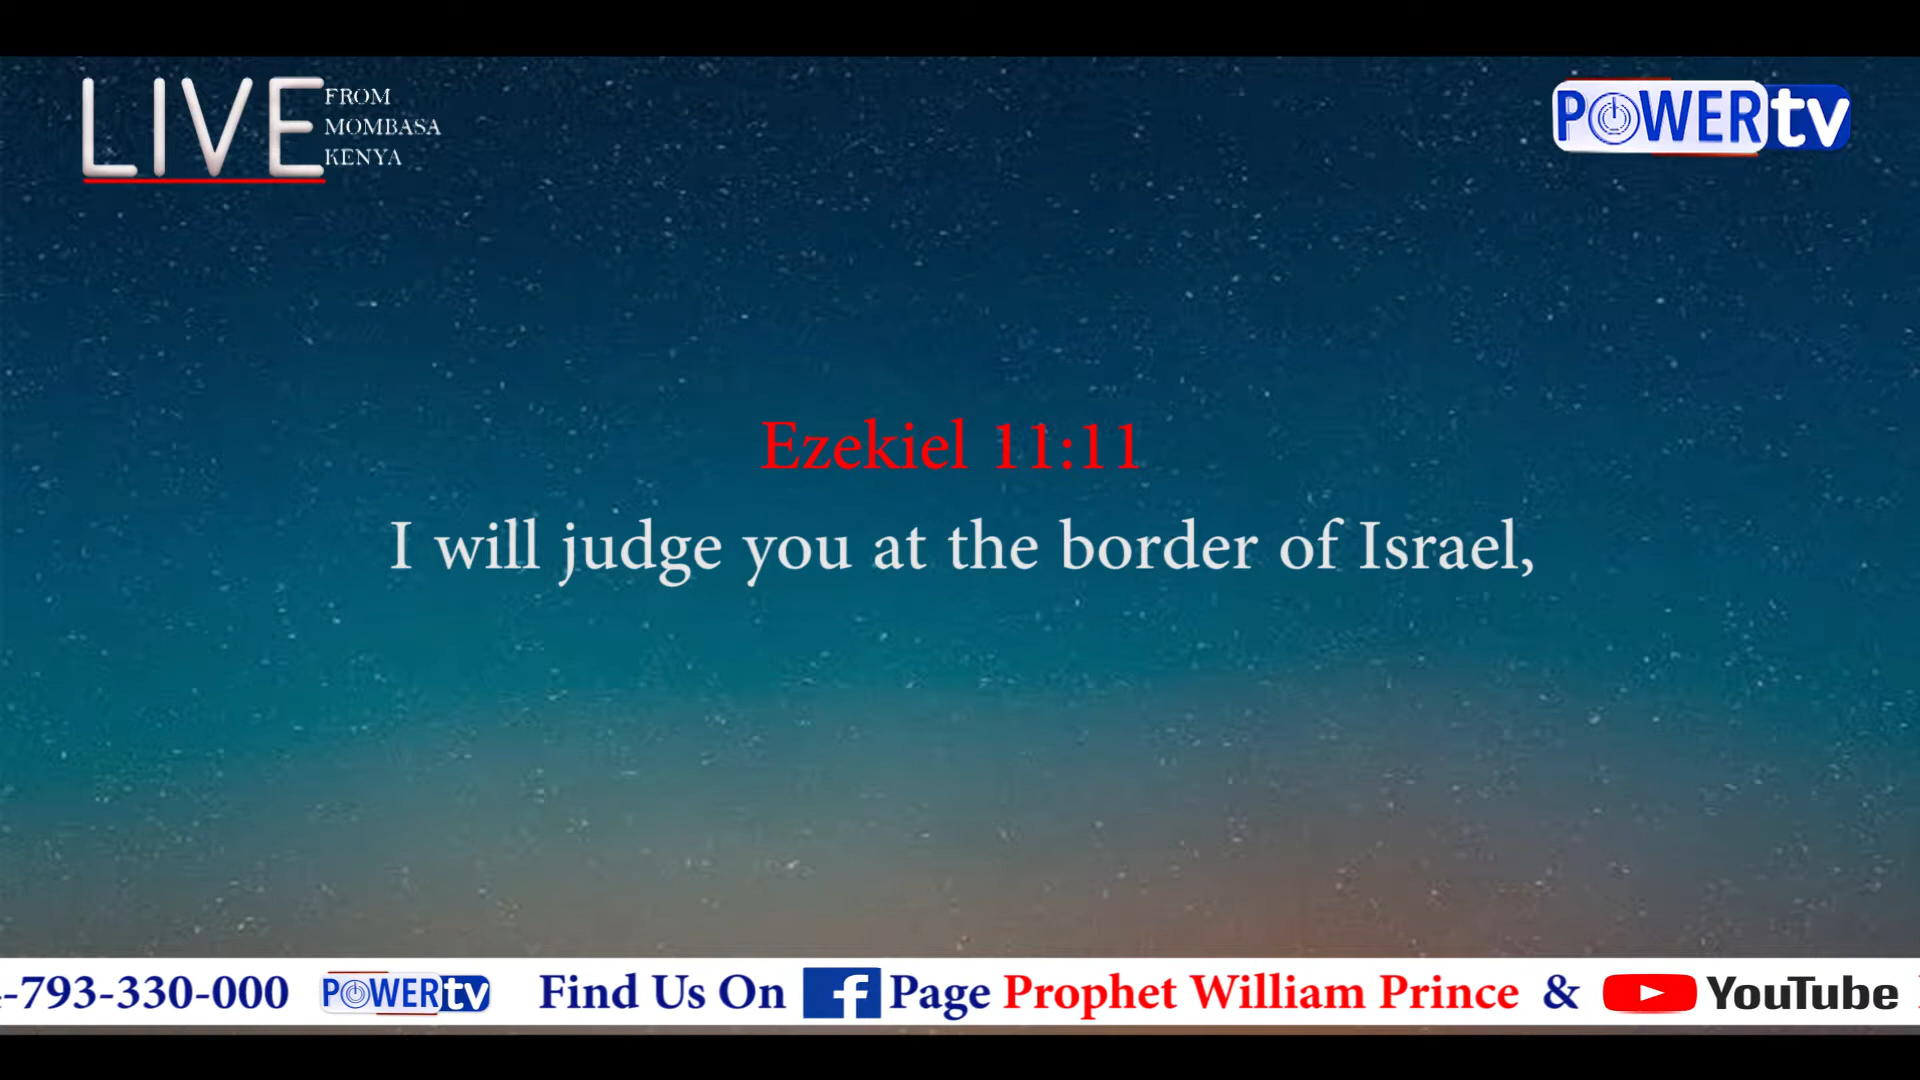 LIVE
FROM
MOMBASA
KENYA
POWERtv
Ezekiel 11:11
I will judge you at the border of Israel,
-793-330-000 POWERtv Find Us On f Page Prophet William Prince & YouTube